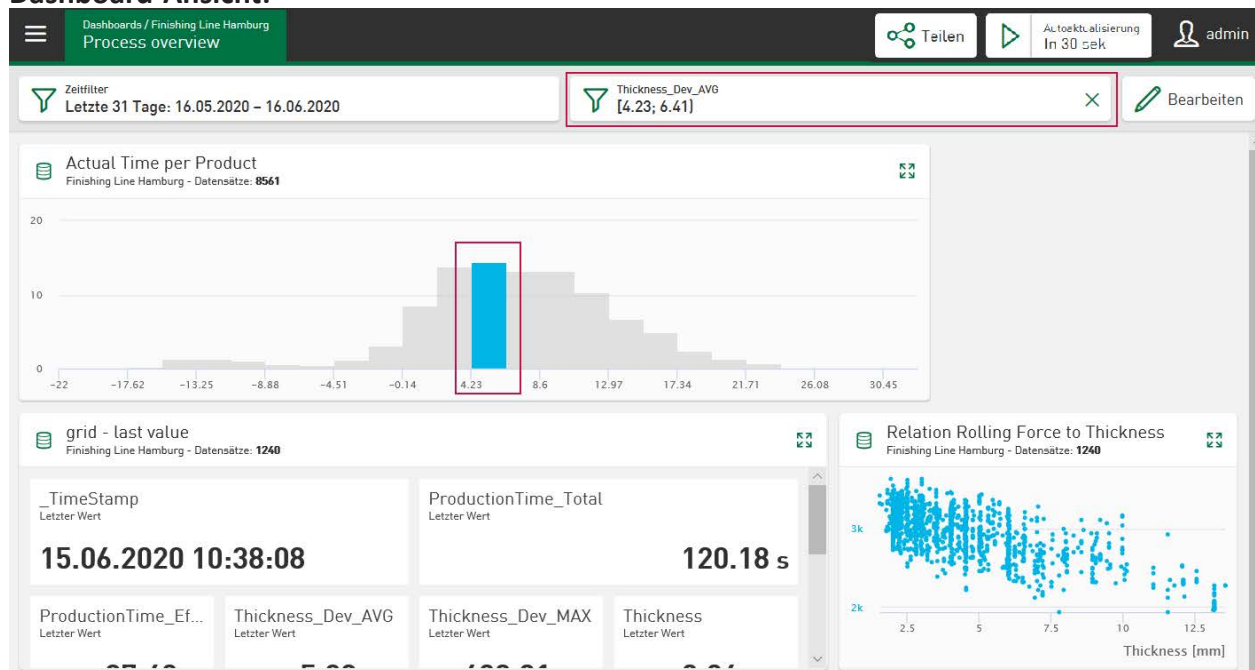 Dashboard-Ansicht:
Dashboards / Finishing Line Hamburg
Process overview
Teilen
Autoaktualisierung
In 30 sek
admin
Zeitfilter
Letzte 31 Tage: 16.05.2020 – 16.06.2020
Thickness_Dev_AVG
[4.23; 6.41)
Bearbeiten
Actual Time per Product
Finishing Line Hamburg - Datensätze: 8561
20
10
0
-22 -17.62 -13.25 -8.88 -4.51 -0.14 4.23 8.6 12.97 17.34 21.71 26.08 30.45
grid - last value
Finishing Line Hamburg - Datensätze: 1240
_TimeStamp
Letzter Wert
15.06.2020 10:38:08
ProductionTime_Total
Letzter Wert
120.18 s
ProductionTime_Ef...
Letzter Wert
Thickness_Dev_AVG
Letzter Wert
Thickness_Dev_MAX
Letzter Wert
Thickness
Letzter Wert
Relation Rolling Force to Thickness
Finishing Line Hamburg - Datensätze: 1240
3k
2k
2.5 5 7.5 10 12.5
Thickness [mm]